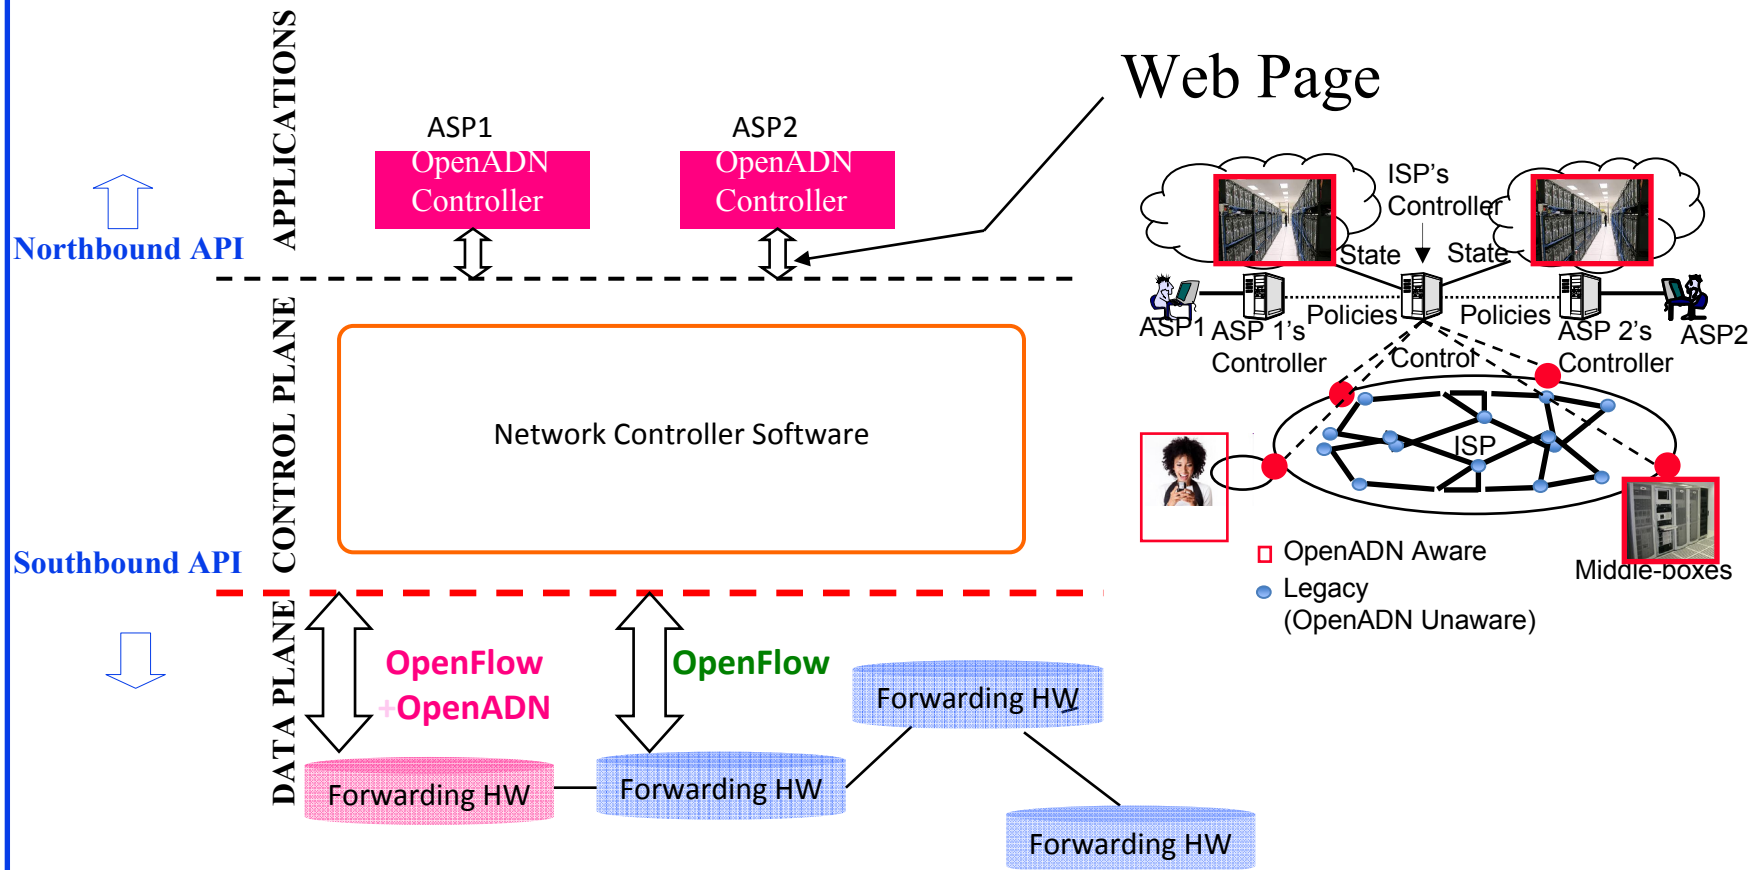 APPLICATIONS
CONTROL PLANE
DATA PLANE
Northbound API
Southbound API
Web Page
ASP1
OpenADN
Controller
ASP2
OpenADN
Controller
Network Controller Software
OpenFlow
+OpenADN
OpenFlow
Forwarding HW
Forwarding HW
Forwarding HW
Forwarding HW
ISP's
Controller
State
State
Policies
Policies
ASP1
ASP 1's
Controller
ASP 2's
Controller
ASP2
Control
ISP
OpenADN Aware
Legacy
(OpenADN Unaware)
Middle-boxes